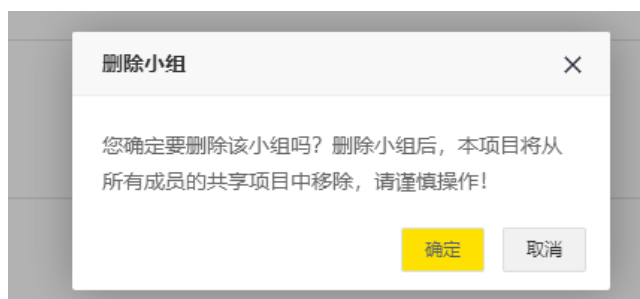 删除小组
您确定要删除该小组吗？删除小组后，本项目将从
所有成员的共享项目中移除，请谨慎操作！
确定
取消